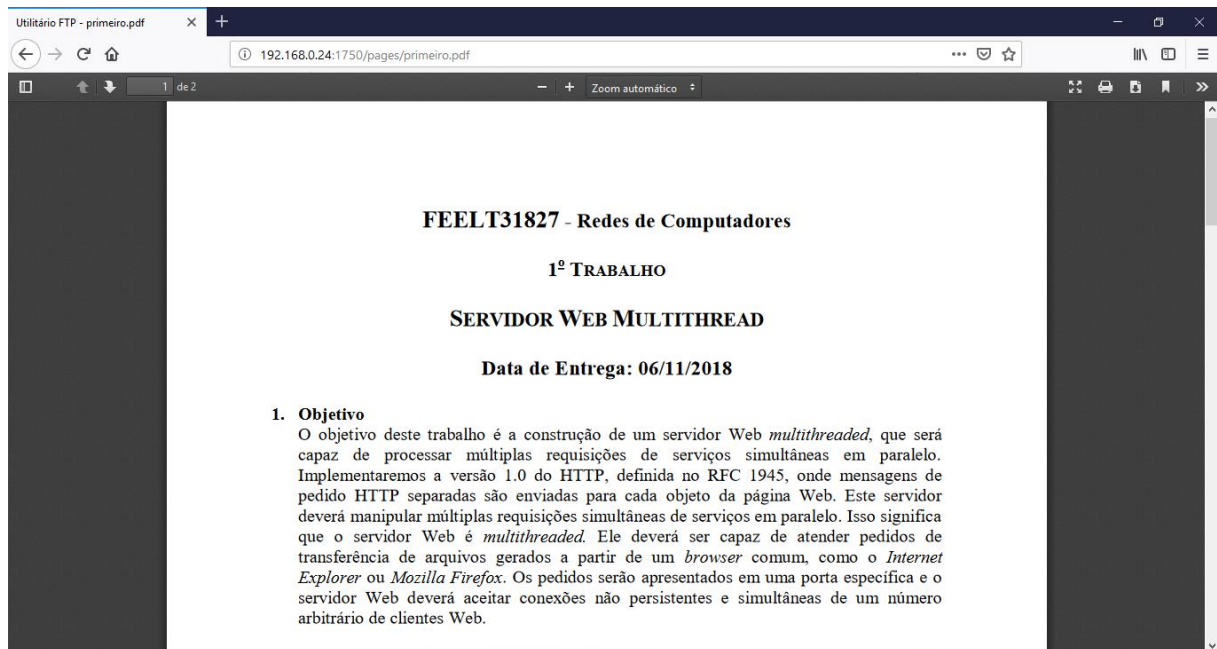 Utilitário FTP - primeiro.pdf
192.168.0.24:1750/pages/primeiro.pdf
1 de 2
Zoom automático
FEELT31827 - Redes de Computadores
1º TRABALHO
SERVIDOR WEB MULTITHREAD
Data de Entrega: 06/11/2018
1. Objetivo
O objetivo deste trabalho é a construção de um servidor Web multithreaded, que será
capaz de processar múltiplas requisições de serviços simultâneas em paralelo.
Implementaremos a versão 1.0 do HTTP, definida no RFC 1945, onde mensagens de
pedido HTTP separadas são enviadas para cada objeto da página Web. Este servidor
deverá manipular múltiplas requisições simultâneas de serviços em paralelo. Isso significa
que o servidor Web é multithreaded. Ele deverá ser capaz de atender pedidos de
transferência de arquivos gerados a partir de um browser comum, como o Internet
Explorer ou Mozilla Firefox. Os pedidos serão apresentados em uma porta específica e o
servidor Web deverá aceitar conexões não persistentes e simultâneas de um número
arbitrário de clientes Web.